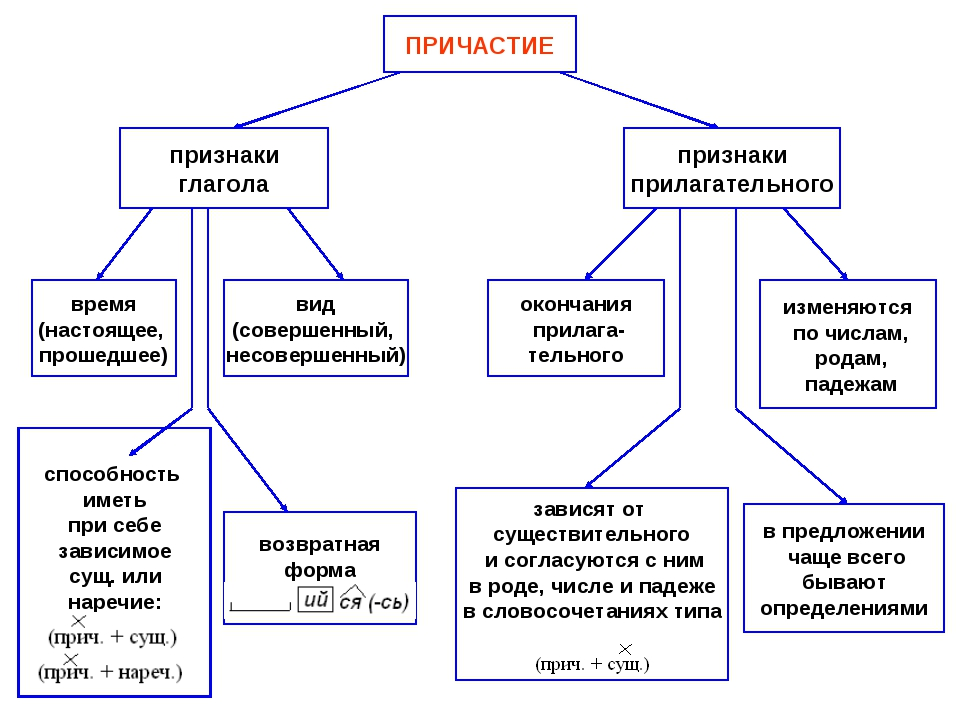 ПРИЧАСТИЕ
признаки
глагола
признаки
прилагательного
время
(настоящее,
прошедшее)
вид
(совершенный,
несовершенный)
окончания
прилага-
тельного
изменяются
по числам,
родам,
падежам
способность
иметь
при себе
зависимое
сущ. или
наречие:
(прич. + сущ.)
(прич. + нареч.)
возвратная
форма
ий ся (-сь)
зависят от
существительного
и согласуются с ним
в роде, числе и падеже
в словосочетаниях типа
(прич. + сущ.)
в предложении
чаще всего
бывают
определениями